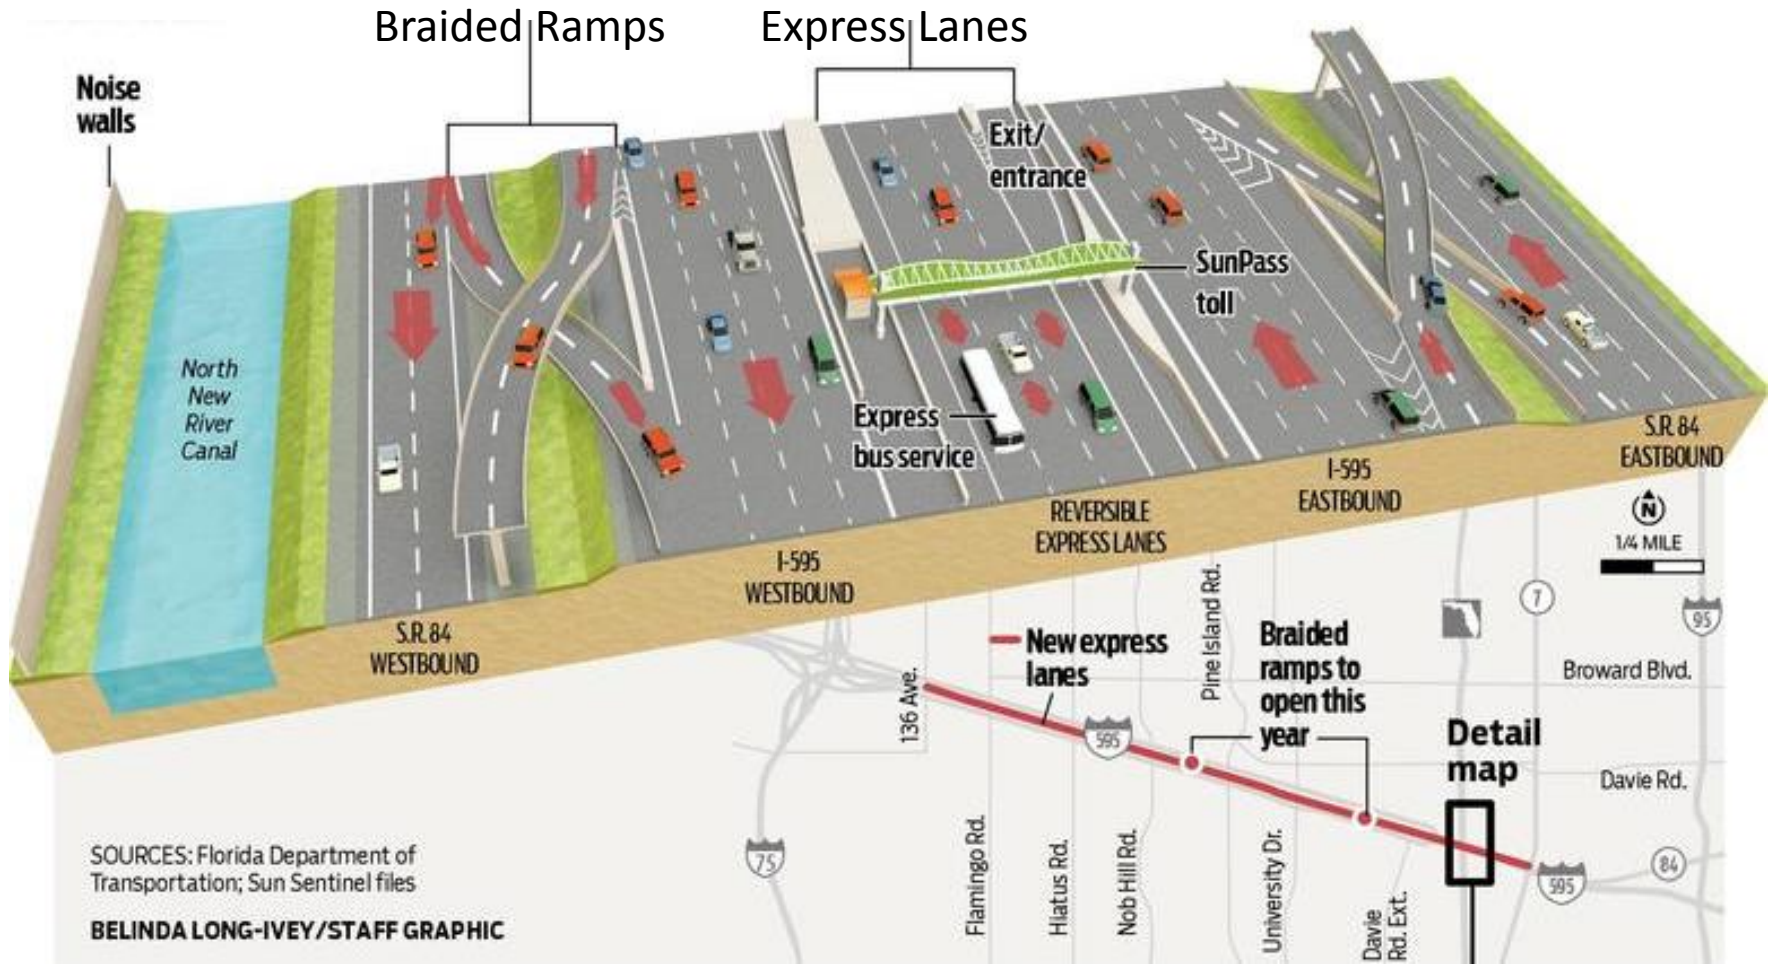 Braided Ramps
Express Lanes
Noise
walls
Exit/
entrance
SunPass
toll
North
New
River
Canal
Express
bus service
S.R. 84
EASTBOUND
I-595
EASTBOUND
REVERSIBLE
EXPRESS LANES
I-595
WESTBOUND
S.R. 84
WESTBOUND
N
1/4 MILE
New express
lanes
Braided
ramps to
open this
year
Pine Island Rd.
7
95
Broward Blvd.
136 Ave.
595
Detail
map
Davie Rd.
SOURCES: Florida Department of
Transportation; Sun Sentinel files
BELINDA LONG-IVEY/STAFF GRAPHIC
75
Flamingo Rd.
Hiatus Rd.
Nob Hill Rd.
University Dr.
Davie
Rd. Ext.
595
84